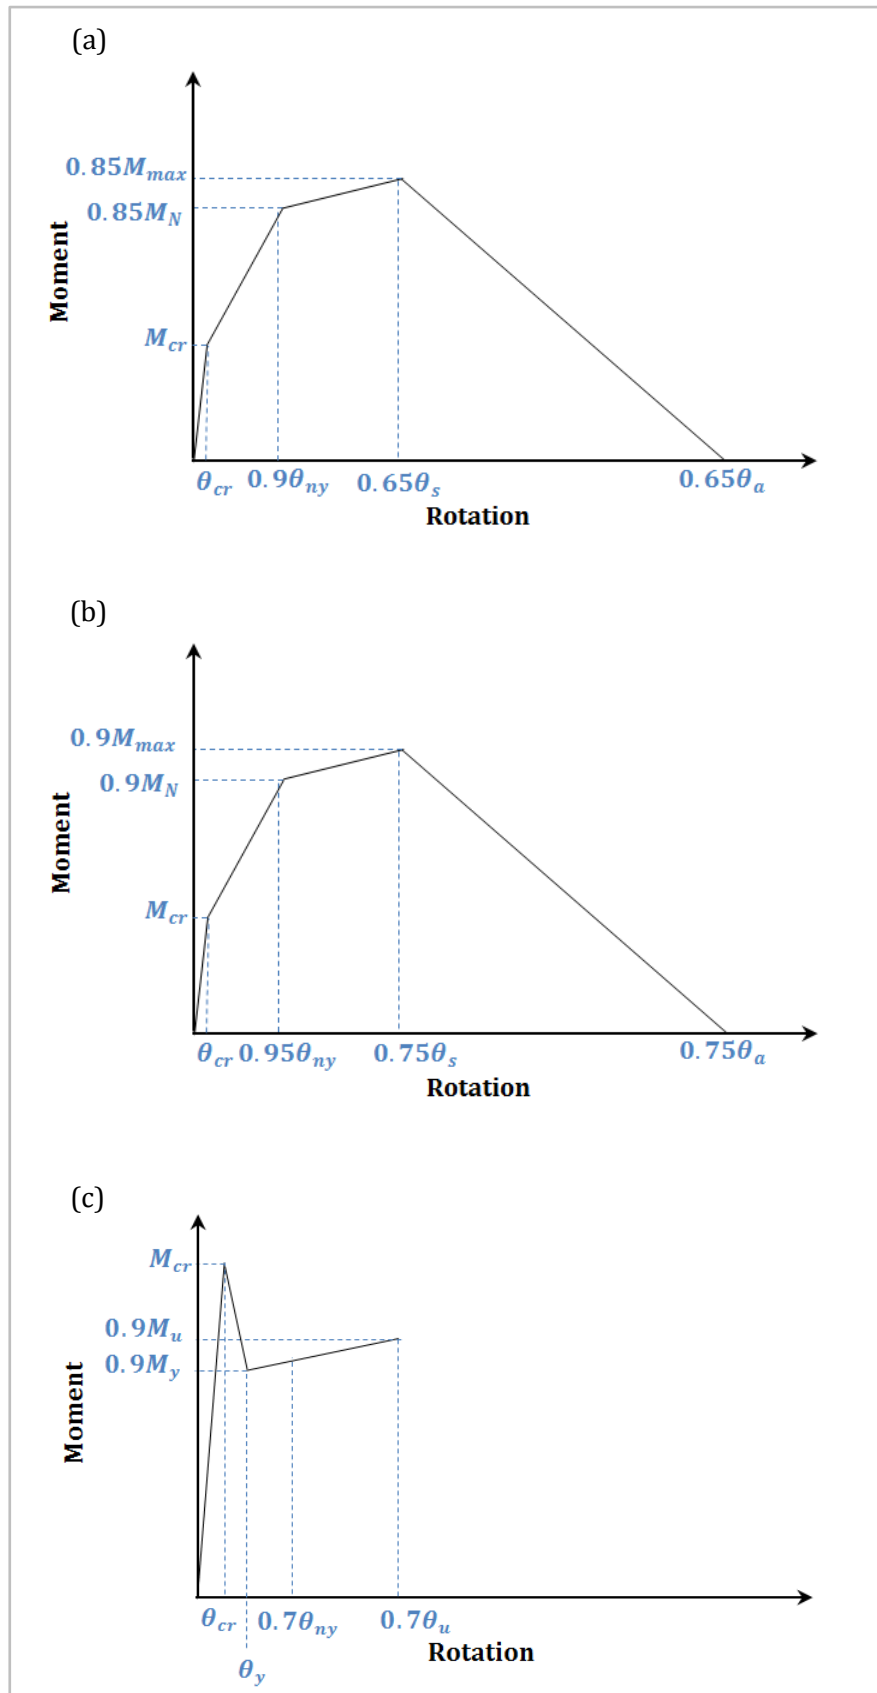 (a)
0.85M_max
0.85M_N
M_cr
Moment
θ_cr 0.9θ_ny 0.65θ_s 0.65θ_a
Rotation
(b)
0.9M_max
0.9M_N
M_cr
Moment
θ_cr 0.95θ_ny 0.75θ_s 0.75θ_a
Rotation
(c)
M_cr
0.9M_u
0.9M_y
Moment
θ_cr 0.7θ_ny 0.7θ_u
Rotation
θ_y